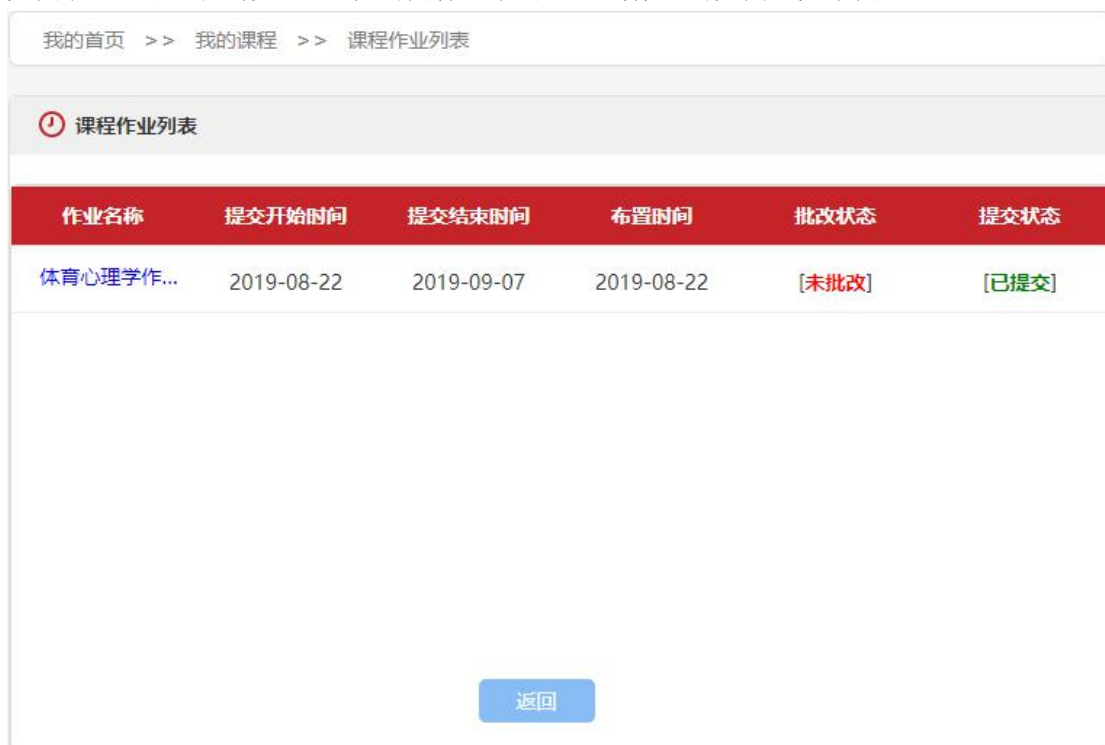 我的首页 >> 我的课程 >> 课程作业列表
课程作业列表
作业名称 提交开始时间 提交结束时间 布置时间 批改状态 提交状态
体育心理学作... 2019-08-22 2019-09-07 2019-08-22 [未批改] [已提交]
返回